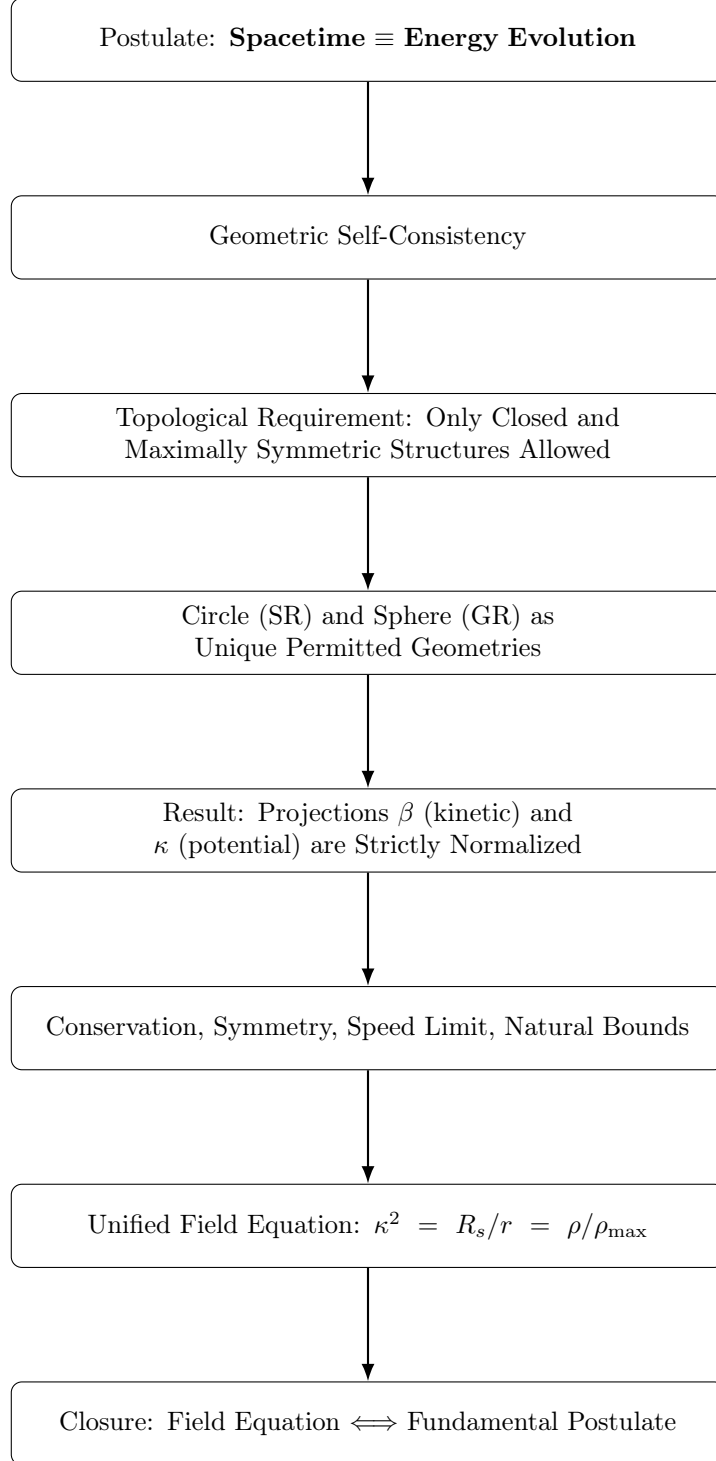 Postulate: Spacetime ≡ Energy Evolution
Geometric Self-Consistency
Topological Requirement: Only Closed and
Maximally Symmetric Structures Allowed
Circle (SR) and Sphere (GR) as
Unique Permitted Geometries
Result: Projections β (kinetic) and
κ (potential) are Strictly Normalized
Conservation, Symmetry, Speed Limit, Natural Bounds
Unified Field Equation: κ² = Rₛ/r = ρ/ρ_max
Closure: Field Equation ⟺ Fundamental Postulate